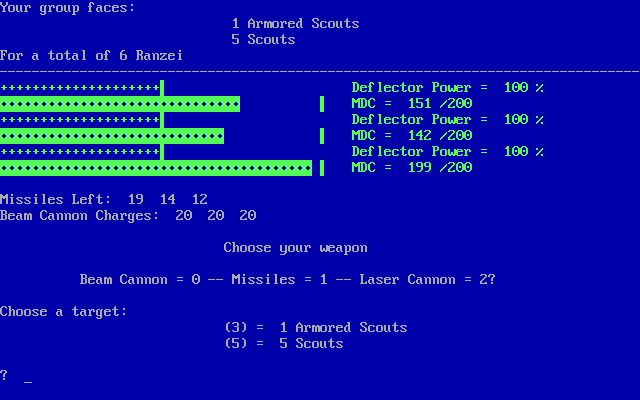 Your group faces:
1 Armored Scouts
5 Scouts
For a total of 6 Ranzei
--------------------------------------------------------------------------------
++++++++++++++++++++ Deflector Power = 100 %
MDC = 151 /200
++++++++++++++++++++ Deflector Power = 100 %
MDC = 142 /200
++++++++++++++++++++ Deflector Power = 100 %
MDC = 199 /200
Missiles Left: 19 14 12
Beam Cannon Charges: 20 20 20
Choose your weapon
Beam Cannon = 0 -- Missiles = 1 -- Laser Cannon = 2?
Choose a target:
(3) = 1 Armored Scouts
(5) = 5 Scouts
? _